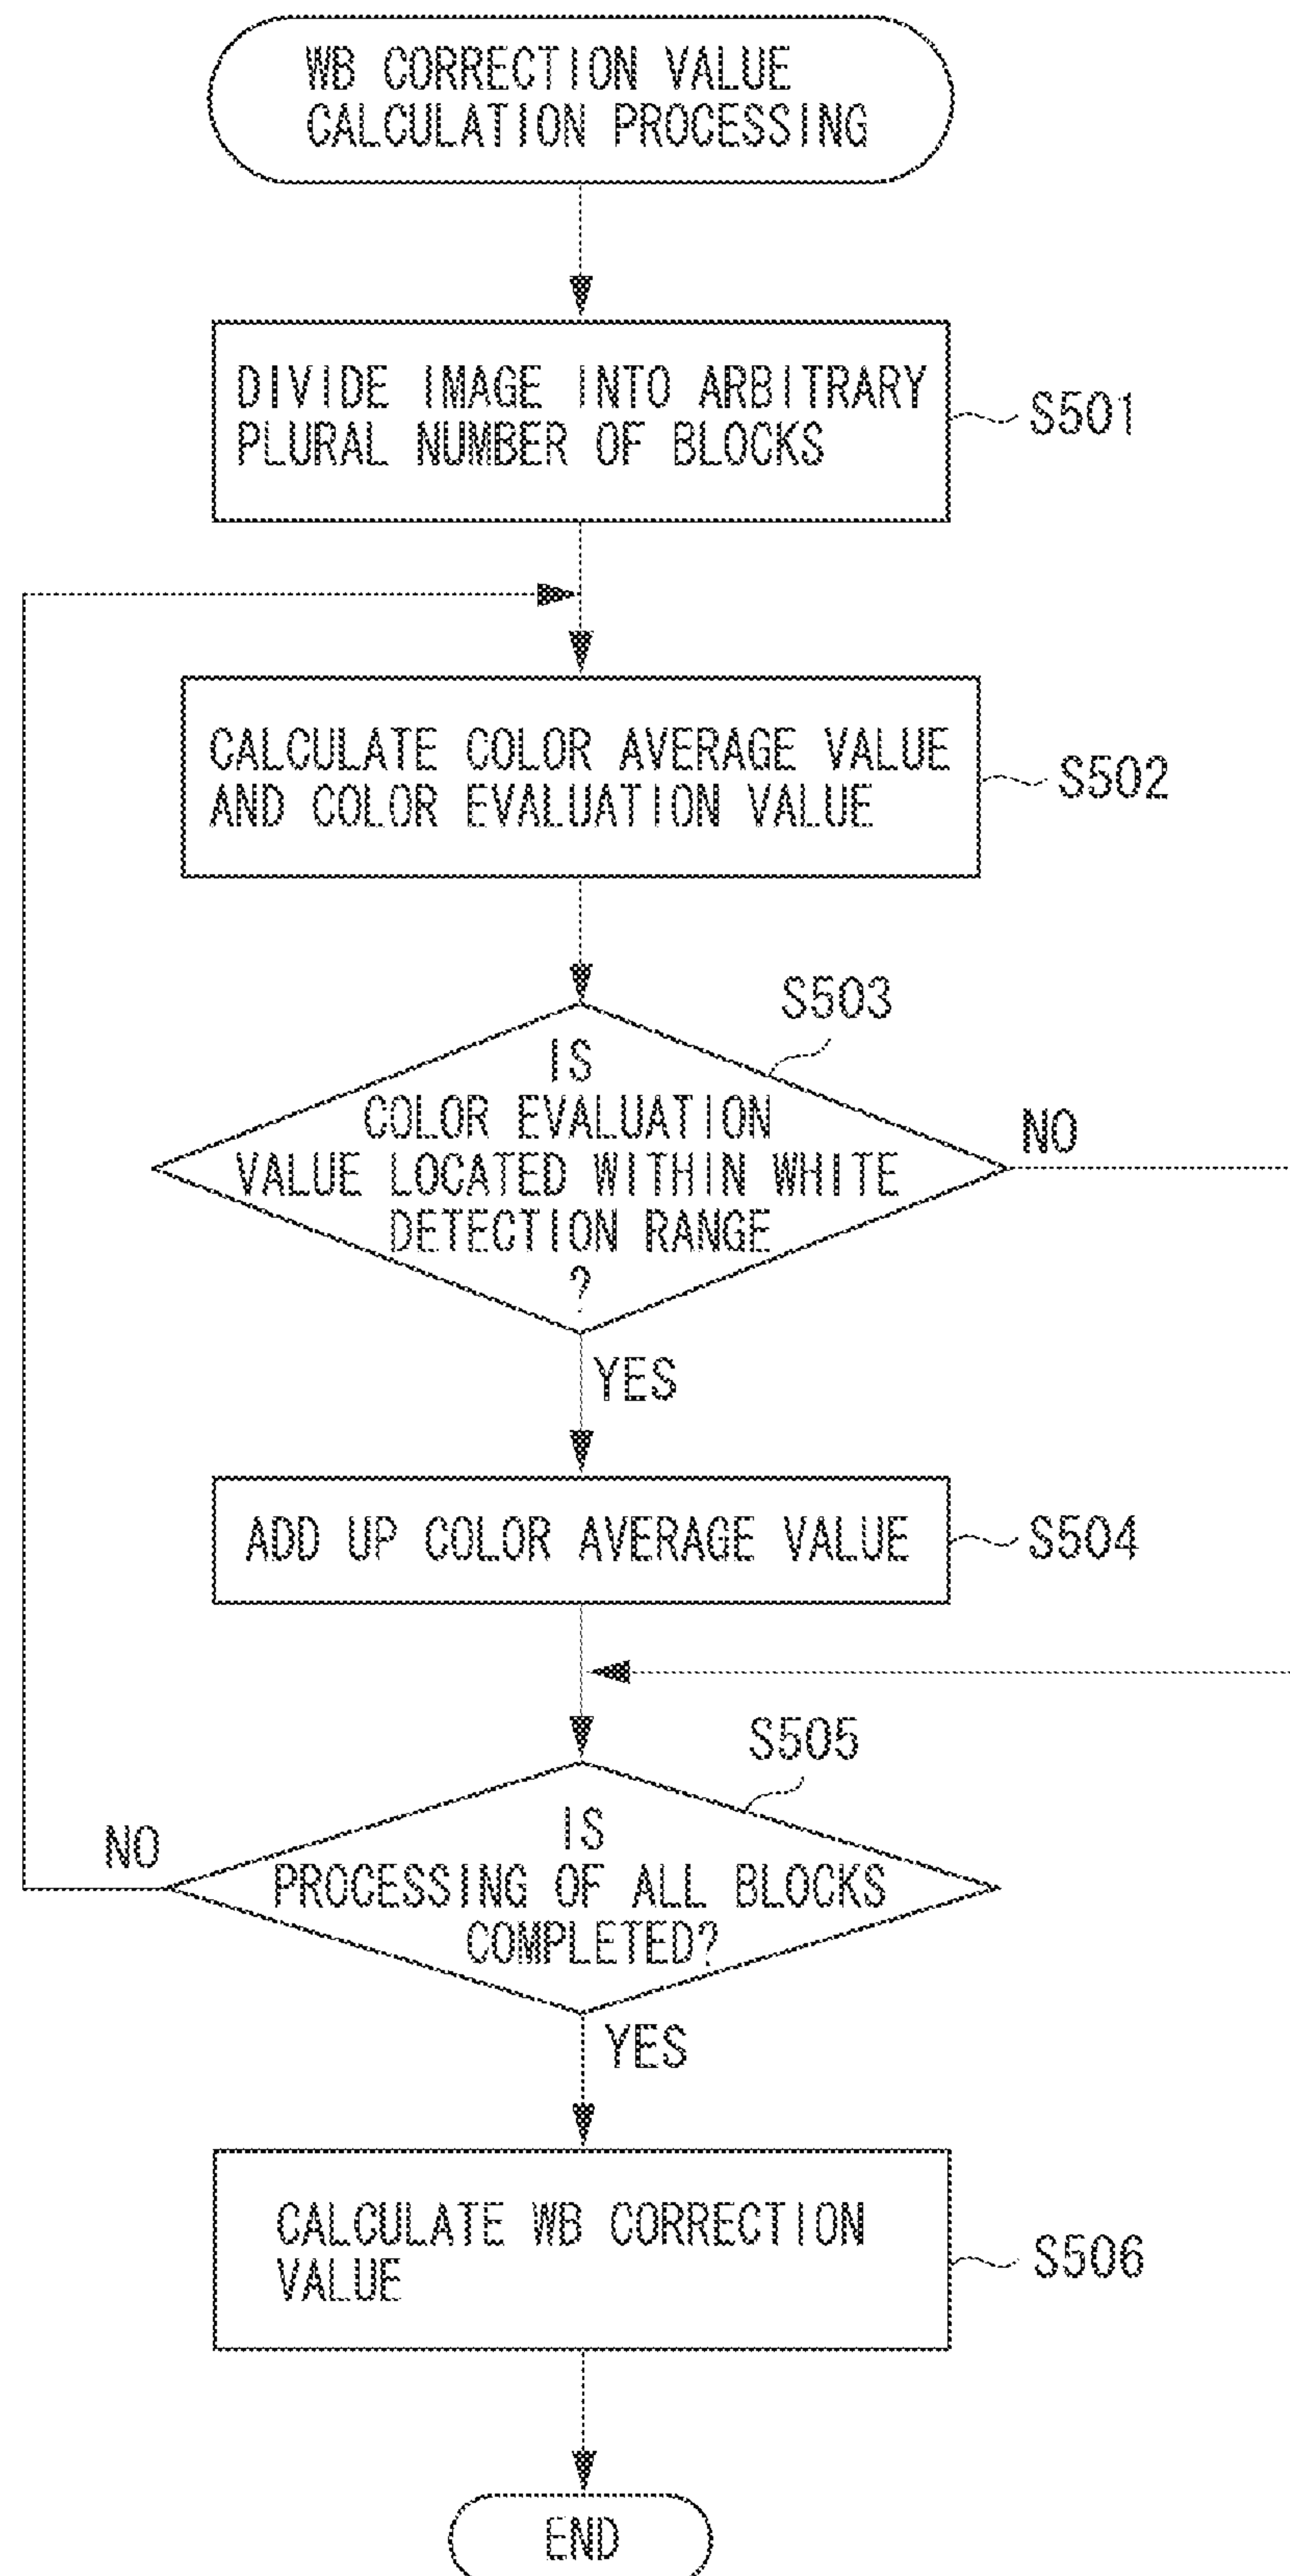 WB CORRECTION VALUE
CALCULATION PROCESSING
DIVIDE IMAGE INTO ARBITRARY
PLURAL NUMBER OF BLOCKS
S501
CALCULATE COLOR AVERAGE VALUE
AND COLOR EVALUATION VALUE
S502
S503
IS
COLOR EVALUATION
VALUE LOCATED WITHIN WHITE
DETECTION RANGE
?
NO
YES
ADD UP COLOR AVERAGE VALUE
S504
S505
IS
PROCESSING OF ALL BLOCKS
COMPLETED?
NO
YES
CALCULATE WB CORRECTION
VALUE
S506
END